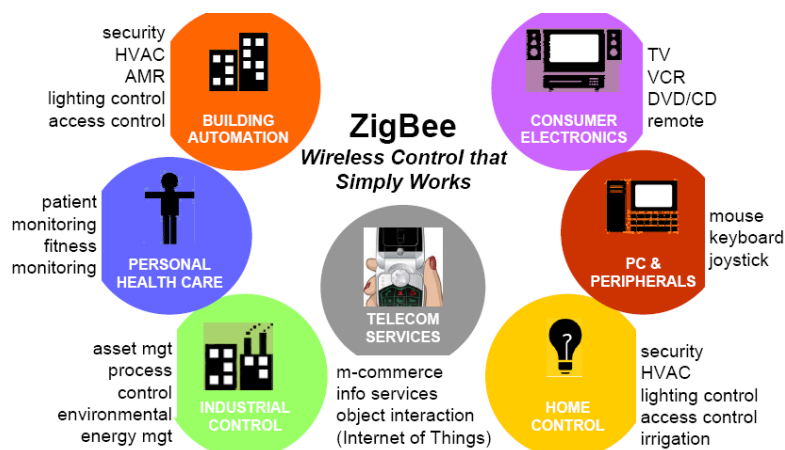 security
HVAC
AMR
lighting control
access control
BUILDING
AUTOMATION
CONSUMER
ELECTRONICS
TV
VCR
DVD/CD
remote
ZigBee
Wireless Control that
Simply Works
patient
monitoring
fitness
monitoring
PERSONAL
HEALTH CARE
TELECOM
SERVICES
m-commerce
info services
object interaction
(Internet of Things)
PC &
PERIPHERALS
mouse
keyboard
joystick
asset mgt
process
control
environmental
energy mgt
INDUSTRIAL
CONTROL
?
HOME
CONTROL
security
HVAC
lighting control
access control
irrigation